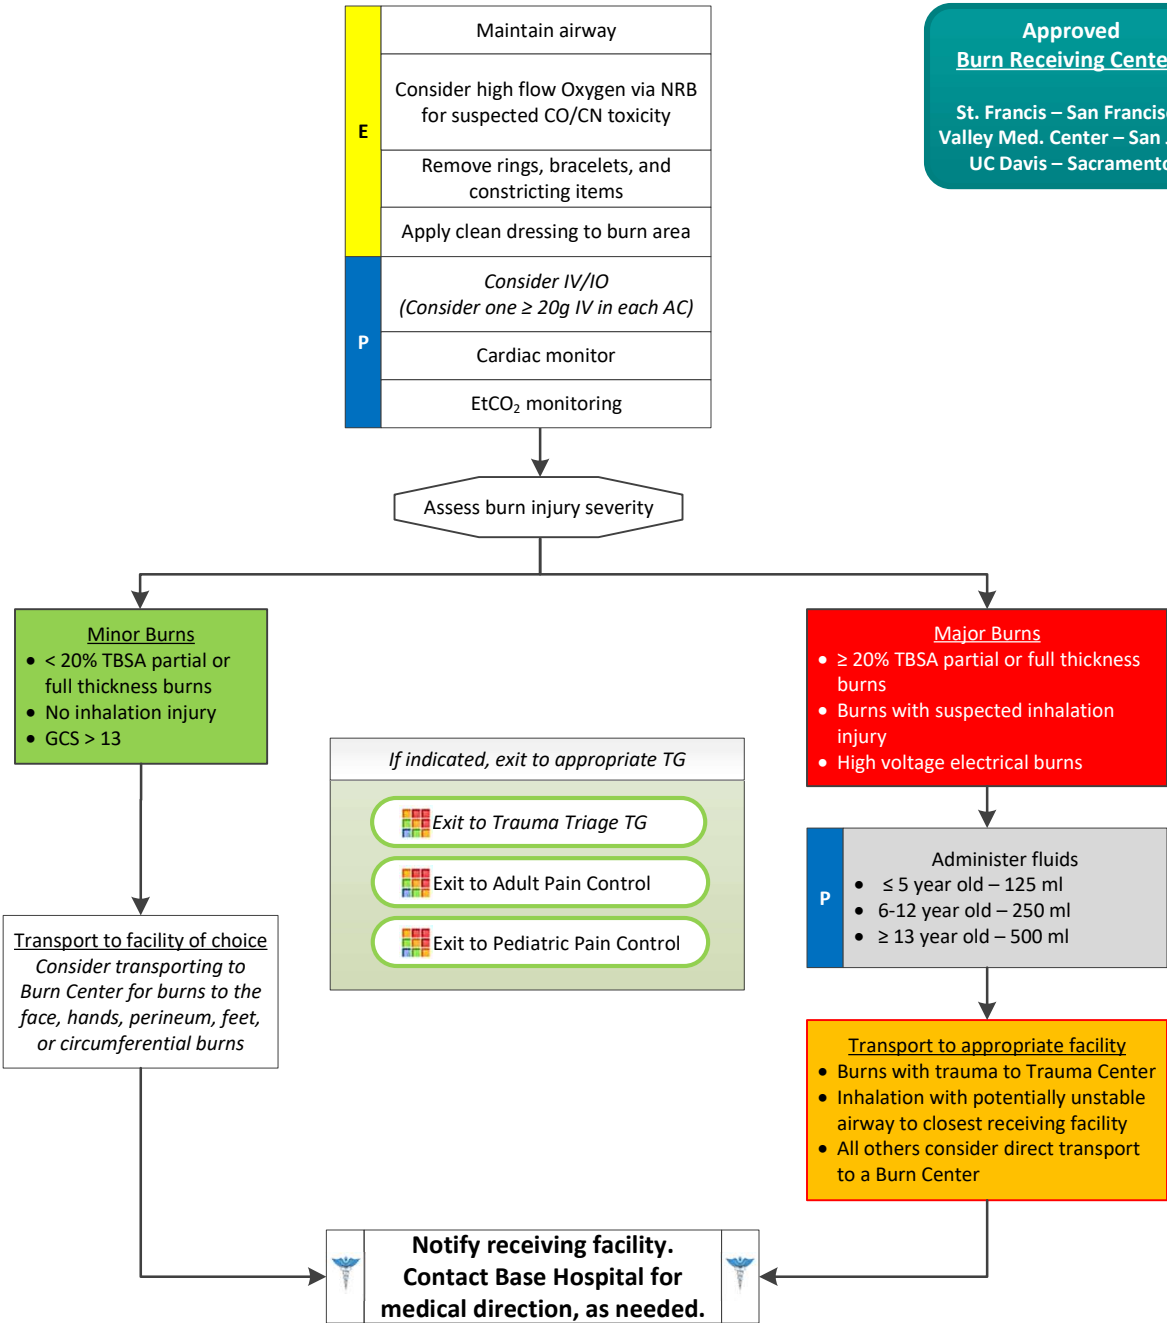 Maintain airway
Consider high flow Oxygen via NRB
for suspected CO/CN toxicity
E
Remove rings, bracelets, and
constricting items
Apply clean dressing to burn area
Consider IV/IO
(Consider one ≥ 20g IV in each AC)
P
Cardiac monitor
EtCO₂ monitoring
Approved
Burn Receiving Cente
St. Francis – San Francis
Valley Med. Center – San
UC Davis – Sacramento
Assess burn injury severity
Minor Burns
• < 20% TBSA partial or
full thickness burns
• No inhalation injury
• GCS > 13
Major Burns
• ≥ 20% TBSA partial or full thickness
burns
• Burns with suspected inhalation
injury
• High voltage electrical burns
If indicated, exit to appropriate TG
Exit to Trauma Triage TG
Exit to Adult Pain Control
Exit to Pediatric Pain Control
P
Administer fluids
• ≤ 5 year old – 125 ml
• 6-12 year old – 250 ml
• ≥ 13 year old – 500 ml
Transport to facility of choice
Consider transporting to
Burn Center for burns to the
face, hands, perineum, feet,
or circumferential burns
Transport to appropriate facility
• Burns with trauma to Trauma Center
• Inhalation with potentially unstable
airway to closest receiving facility
• All others consider direct transport
to a Burn Center
Notify receiving facility.
Contact Base Hospital for
medical direction, as needed.